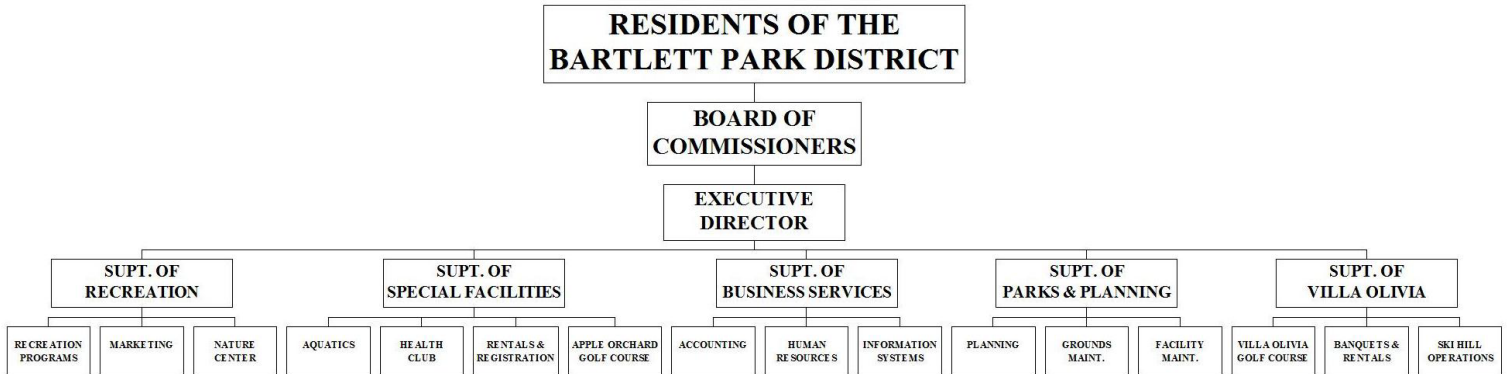 RESIDENTS OF THE
BARTLETT PARK DISTRICT
BOARD OF
COMMISSIONERS
EXECUTIVE
DIRECTOR
SUPT. OF
RECREATION
SUPT. OF
SPECIAL FACILITIES
SUPT. OF
BUSINESS SERVICES
SUPT. OF
PARKS & PLANNING
SUPT. OF
VILLA OLIVIA
RECREATION
PROGRAMS
MARKETING
NATURE
CENTER
AQUATICS
HEALTH
CLUB
RENTALS &
REGISTRATION
APPLE ORCHARD
GOLF COURSE
ACCOUNTING
HUMAN
RESOURCES
INFORMATION
SYSTEMS
PLANNING
GROUNDS
MAINT.
FACILITY
MAINT.
VILLA OLIVIA
GOLF COURSE
BANQUETS &
RENTALS
SKI HILL
OPERATIONS